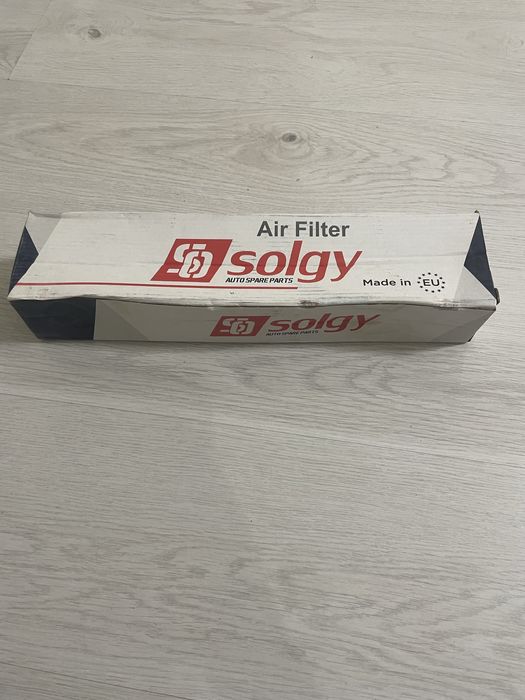 Air Filter
solgy
AUTO SPARE PARTS
Made in EU
solgy
AUTO SPARE PARTS